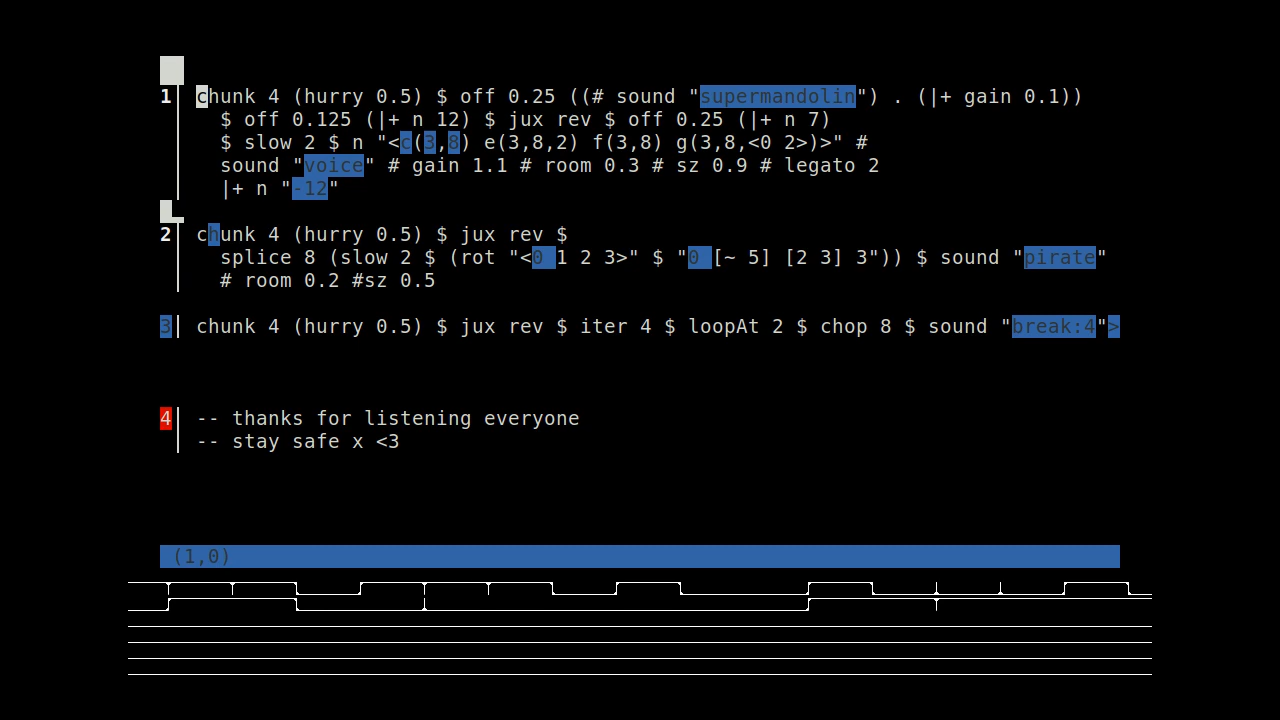 1 chunk 4 (hurry 0.5) $ off 0.25 ((# sound "supermandolin") . (|+ gain 0.1))
$ off 0.125 (|+ n 12) $ jux rev $ off 0.25 (|+ n 7)
$ slow 2 $ n "<c(3,8) e(3,8,2) f(3,8) g(3,8,<0 2>)>" #
sound "voice" # gain 1.1 # room 0.3 # sz 0.9 # legato 2
|+ n "-12"
2 chunk 4 (hurry 0.5) $ jux rev $
splice 8 (slow 2 $ (rot "<0 1 2 3>" $ "0 [~ 5] [2 3] 3")) $ sound "pirate"
# room 0.2 #sz 0.5
3 chunk 4 (hurry 0.5) $ jux rev $ iter 4 $ loopAt 2 $ chop 8 $ sound "break:4">
4 -- thanks for listening everyone
-- stay safe x <3
(1,0)